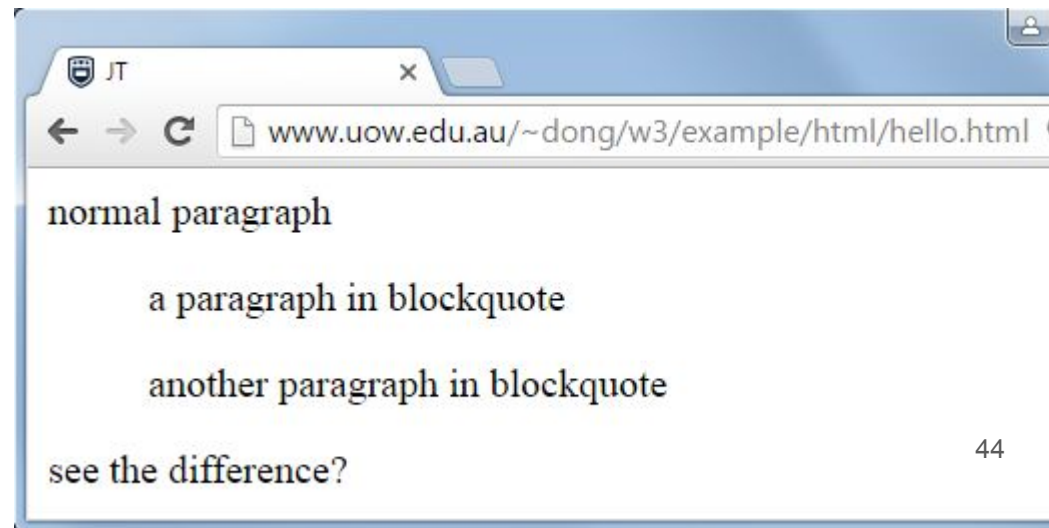 JT
www.uow.edu.au/~dong/w3/example/html/hello.html
normal paragraph
a paragraph in blockquote
another paragraph in blockquote
see the difference?
44